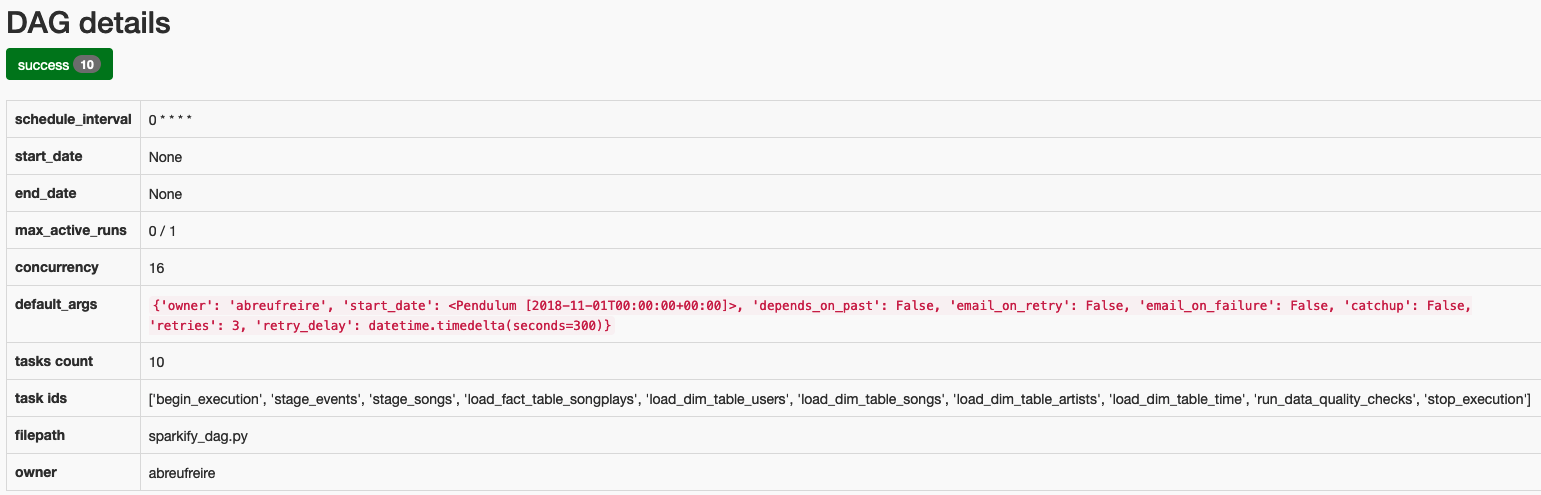 DAG details
success 10
schedule_interval 0 * * * *
start_date None
end_date None
max_active_runs 0 / 1
concurrency 16
default_args {'owner': 'abreufreire', 'start_date': <Pendulum [2018-11-01T00:00:00+00:00]>, 'depends_on_past': False, 'email_on_retry': False, 'email_on_failure': False, 'catchup': False,
'retries': 3, 'retry_delay': datetime.timedelta(seconds=300)}
tasks count 10
task ids ['begin_execution', 'stage_events', 'stage_songs', 'load_fact_table_songplays', 'load_dim_table_users', 'load_dim_table_songs', 'load_dim_table_artists', 'load_dim_table_time', 'run_data_quality_checks', 'stop_execution']
filepath sparkify_dag.py
owner abreufreire